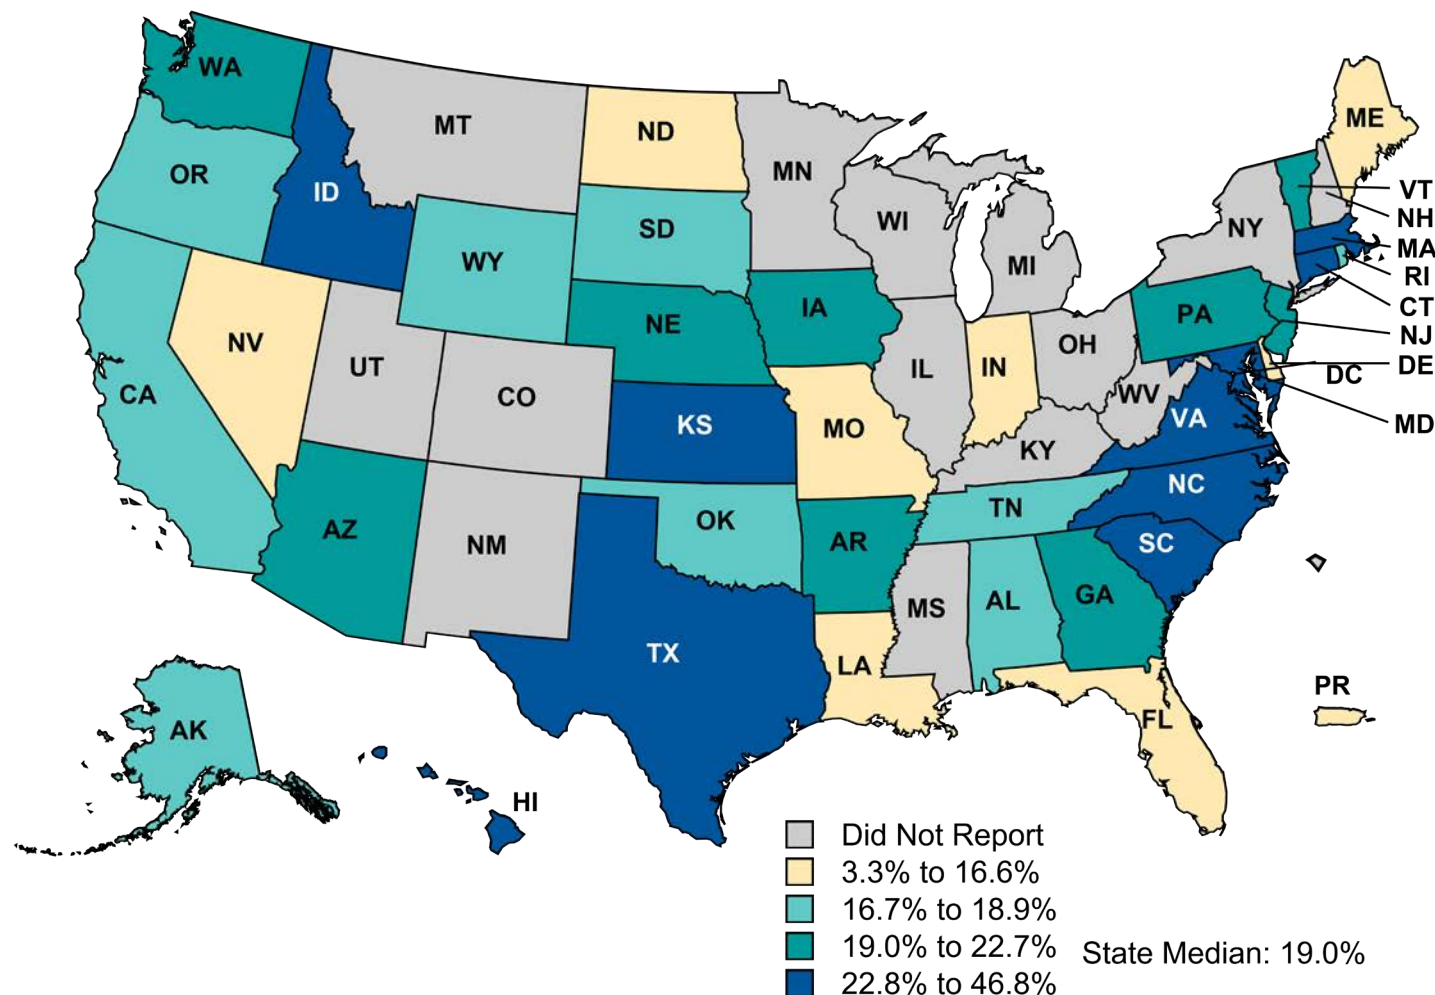 WA
MT
ND
MN
ME
OR
ID
SD
WI
VT
NH
NY
MA
WY
MI
RI
CT
NE
IA
PA
NJ
NV
UT
OH
IN
IL
DE
DC
CA
CO
WV
KS
MO
VA
MD
KY
NC
TN
OK
AZ
NM
AR
SC
MS
AL
GA
TX
LA
PR
FL
AK
HI
Did Not Report
3.3% to 16.6%
16.7% to 18.9%
19.0% to 22.7%
State Median: 19.0%
22.8% to 46.8%